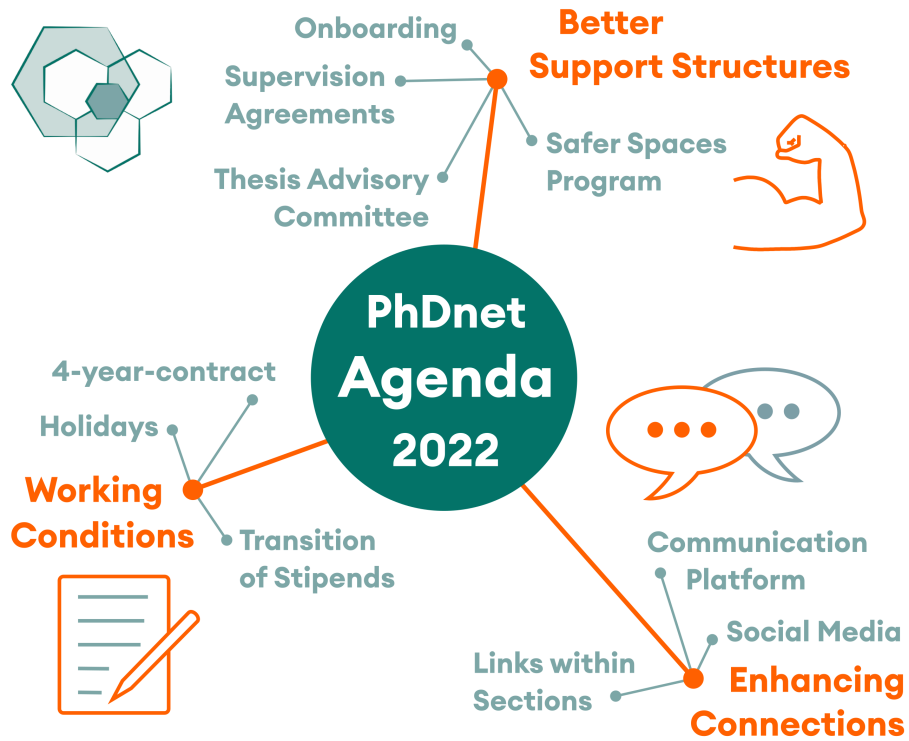 Better
Support Structures
Onboarding
Supervision
Agreements
Thesis Advisory
Committee
Safer Spaces
Program
PhDnet
Agenda
2022
4-year-contract
Holidays
Working
Conditions
Transition
of Stipends
Communication
Platform
Social Media
Links within
Sections
Enhancing
Connections